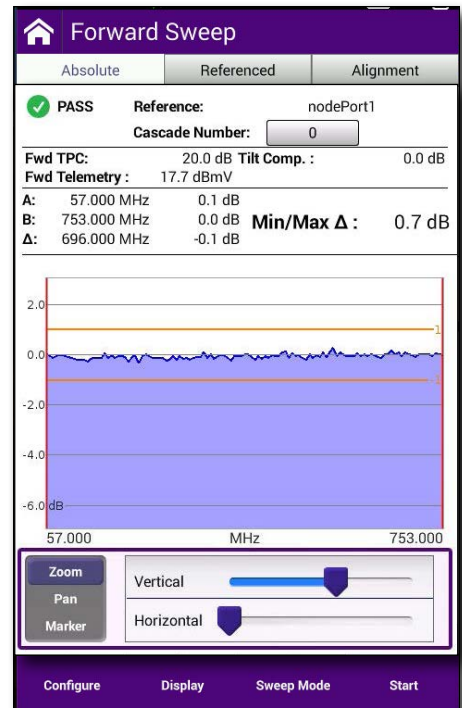 Forward Sweep
Absolute Referenced Alignment
PASS Reference: nodePort1
Cascade Number: 0
Fwd TPC: 20.0 dB Tilt Comp. : 0.0 dB
Fwd Telemetry : 17.7 dBmV
A: 57.000 MHz 0.1 dB
B: 753.000 MHz 0.0 dB Min/Max Δ : 0.7 dB
Δ: 696.000 MHz -0.1 dB
2.0
1
0.0
-1
-2.0
-4.0
-6.0 dB
57.000 MHz 753.000
Zoom
Pan
Marker
Vertical
Horizontal
Configure Display Sweep Mode Start